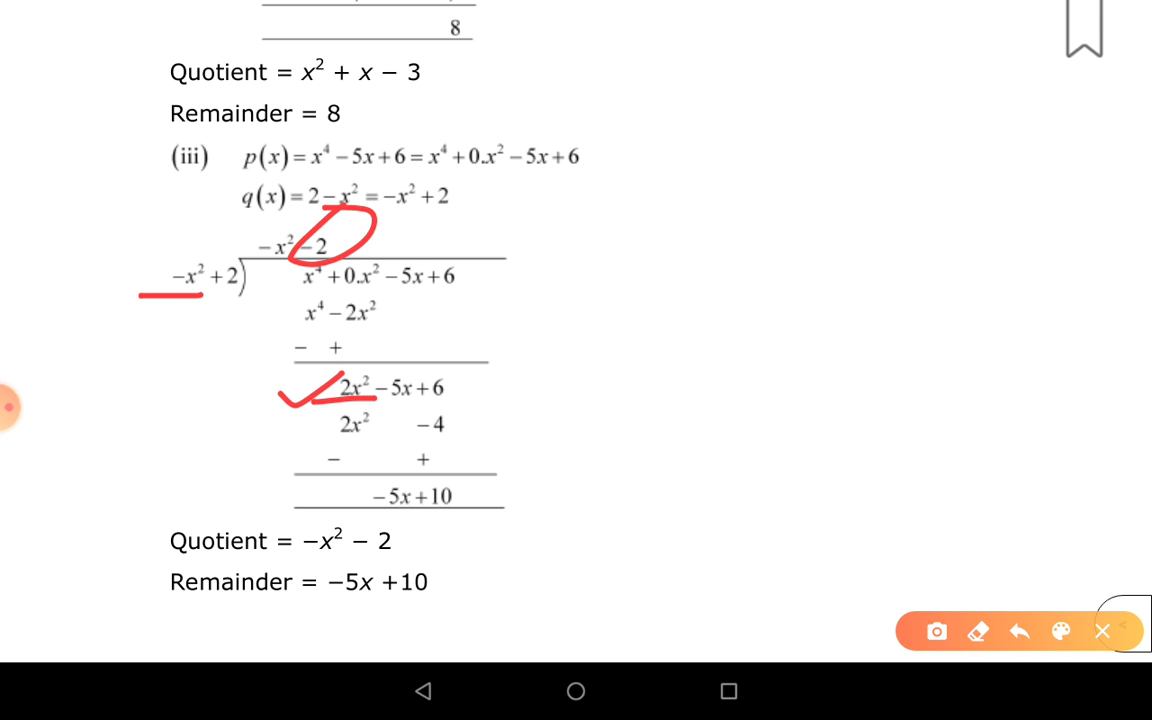 8
Quotient = x² + x − 3
Remainder = 8
(iii) p(x) = x⁴ − 5x + 6 = x⁴ + 0.x² − 5x + 6
q(x) = 2 − x² = −x² + 2
−x² − 2
−x² + 2) x⁴ + 0.x² − 5x + 6
x⁴ − 2x²
− +
2x² − 5x + 6
2x² − 4
− +
−5x + 10
Quotient = −x² − 2
Remainder = −5x +10